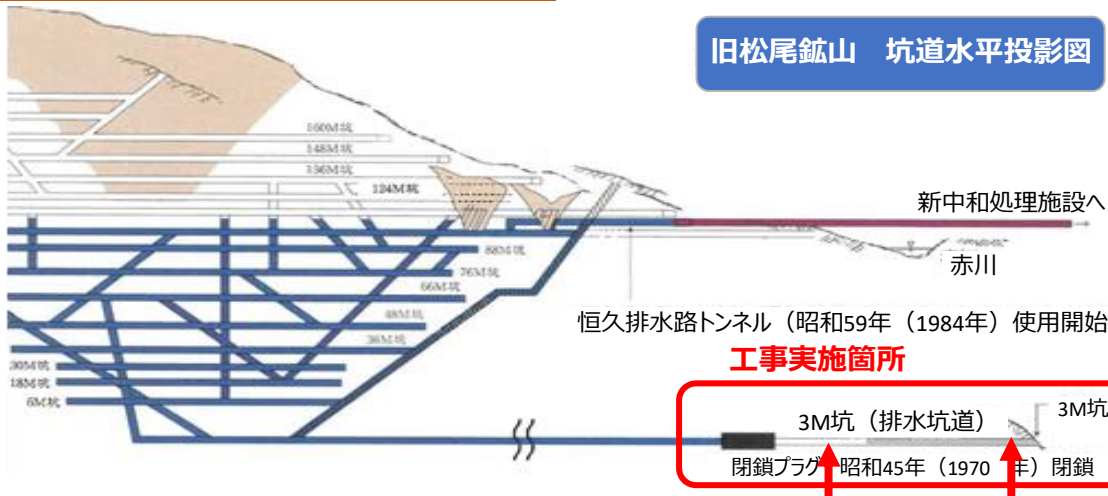 旧松尾鉱山　坑道水平投影図
160M坑
148M坑
136M坑
124M坑
新中和処理施設へ
88M坑
赤川
76M坑
66M坑
48M坑
恒久排水路トンネル（昭和59年（1984年）使用開始
36M坑
工事実施箇所
30M坑
18M坑
6M坑
3M坑（排水坑道）
3M坑
閉鎖プラグ 昭和45年（1970 年）閉鎖